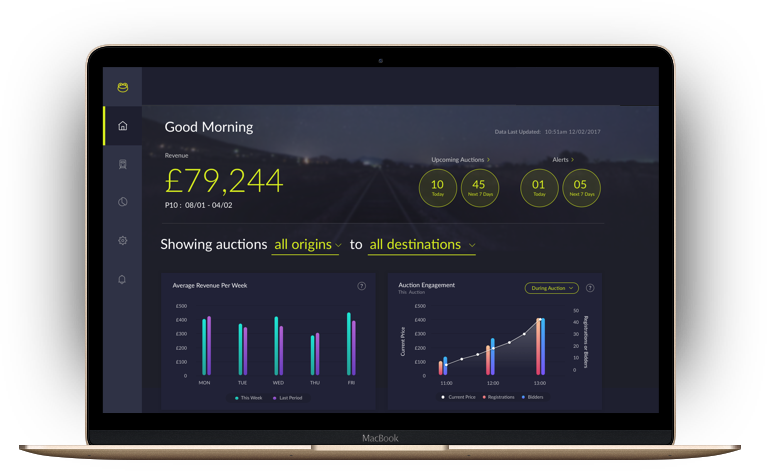 Good Morning
Data Last Updated: 10:51am 12/02/2017
Revenue
£79,244
P10 : 08/01 - 04/02
Upcoming Auctions
10 Today
45 Next 7 Days
Alerts
01 Today
05 Next 7 Days
Showing auctions all origins to all destinations
Average Revenue Per Week
?
£500
£400
£300
£200
£100
0
MON TUE WED THU FRI
This Week Last Period
Auction Engagement
This Auction
During Auction
?
Current Price
£500
£400
£300
£200
£100
0
50
40
30
20
10
0
Registrations or Bidders
11:00 12:00 13:00
Current Price Registrations Bidders
MacBook